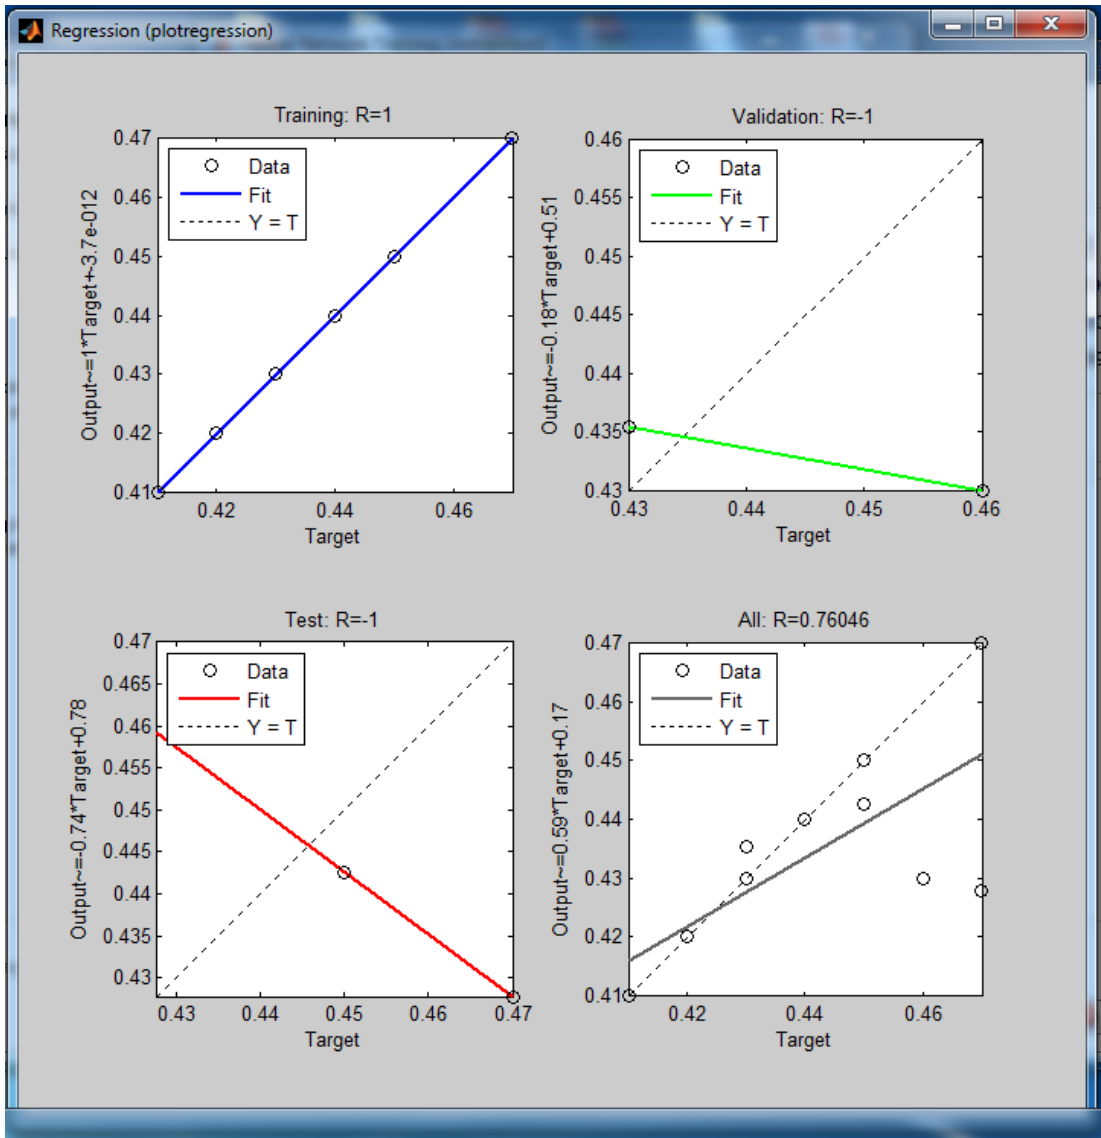 Regression (plotregression)
Training: R=1
Output~=1*Target+-3.7e-012
0.47
0.46
0.45
0.44
0.43
0.42
0.41
Data
Fit
Y = T
0.42
0.44
0.46
Target
Validation: R=-1
Output~=-0.18*Target+0.51
0.46
0.455
0.45
0.445
0.44
0.435
0.43
Data
Fit
Y = T
0.43
0.44
0.45
0.46
Target
Test: R=-1
Output~=-0.74*Target+0.78
0.47
0.465
0.46
0.455
0.45
0.445
0.44
0.435
0.43
Data
Fit
Y = T
0.43
0.44
0.45
0.46
0.47
Target
All: R=0.76046
Output~=0.59*Target+0.17
0.47
0.46
0.45
0.44
0.43
0.42
0.41
Data
Fit
Y = T
0.42
0.44
0.46
Target